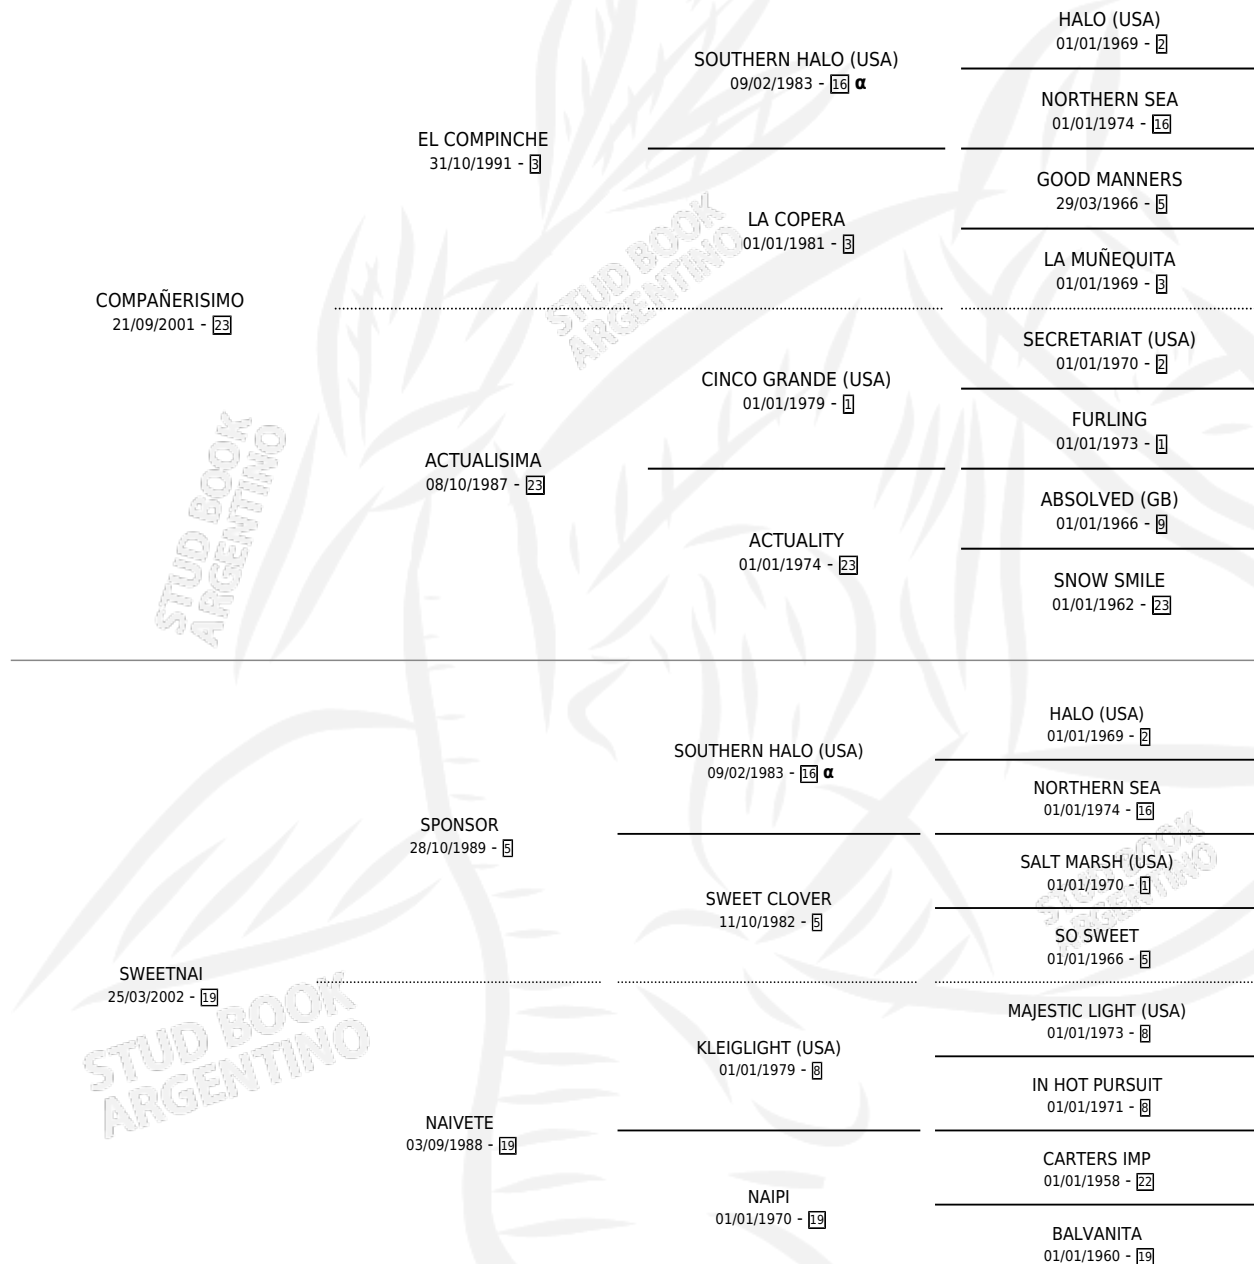 HALO (USA)
01/01/1969 - 2
SOUTHERN HALO (USA)
09/02/1983 - 16 α
NORTHERN SEA
01/01/1974 - 16
EL COMPINCHE
31/10/1991 - 3
GOOD MANNERS
29/03/1966 - 5
LA COPERA
01/01/1981 - 3
LA MUÑEQUITA
01/01/1969 - 3
COMPAÑERISIMO
21/09/2001 - 23
SECRETARIAT (USA)
01/01/1970 - 2
CINCO GRANDE (USA)
01/01/1979 - 1
FURLING
01/01/1973 - 1
ACTUALISIMA
08/10/1987 - 23
ABSOLVED (GB)
01/01/1966 - 9
ACTUALITY
01/01/1974 - 23
SNOW SMILE
01/01/1962 - 23
STUD BOOK
ARGENTINO
STUD BOOK
ARGENTINO
HALO (USA)
01/01/1969 - 2
SOUTHERN HALO (USA)
09/02/1983 - 16 α
NORTHERN SEA
01/01/1974 - 16
SPONSOR
28/10/1989 - 5
SALT MARSH (USA)
01/01/1970 - 1
SWEET CLOVER
11/10/1982 - 5
SO SWEET
01/01/1966 - 5
SWEETNAI
25/03/2002 - 19
MAJESTIC LIGHT (USA)
01/01/1973 - 8
KLEIGLIGHT (USA)
01/01/1979 - 8
IN HOT PURSUIT
01/01/1971 - 8
NAIVETE
03/09/1988 - 19
CARTERS IMP
01/01/1958 - 22
NAIPI
01/01/1970 - 19
BALVANITA
01/01/1960 - 19
STUD BOOK
ARGENTINO
STUD BOOK
ARGENTINO